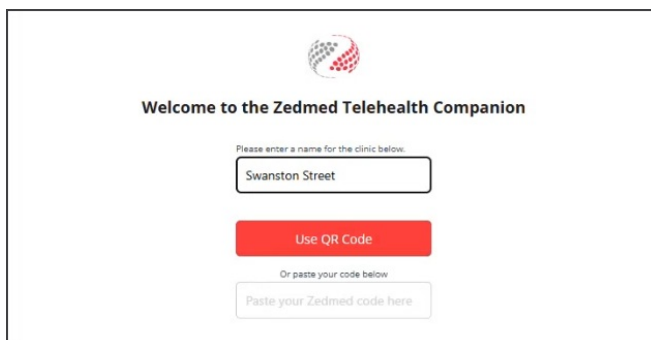 Welcome to the Zedmed Telehealth Companion
Please enter a name for the clinic below.
Swanston Street
Use QR Code
Or paste your code below
Paste your Zedmed code here